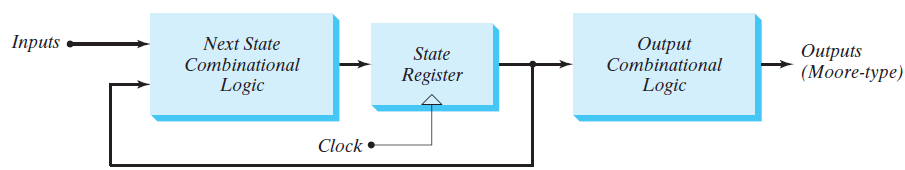 Inputs
Next State
Combinational
Logic
State
Register
Clock
Output
Combinational
Logic
Outputs
(Moore-type)